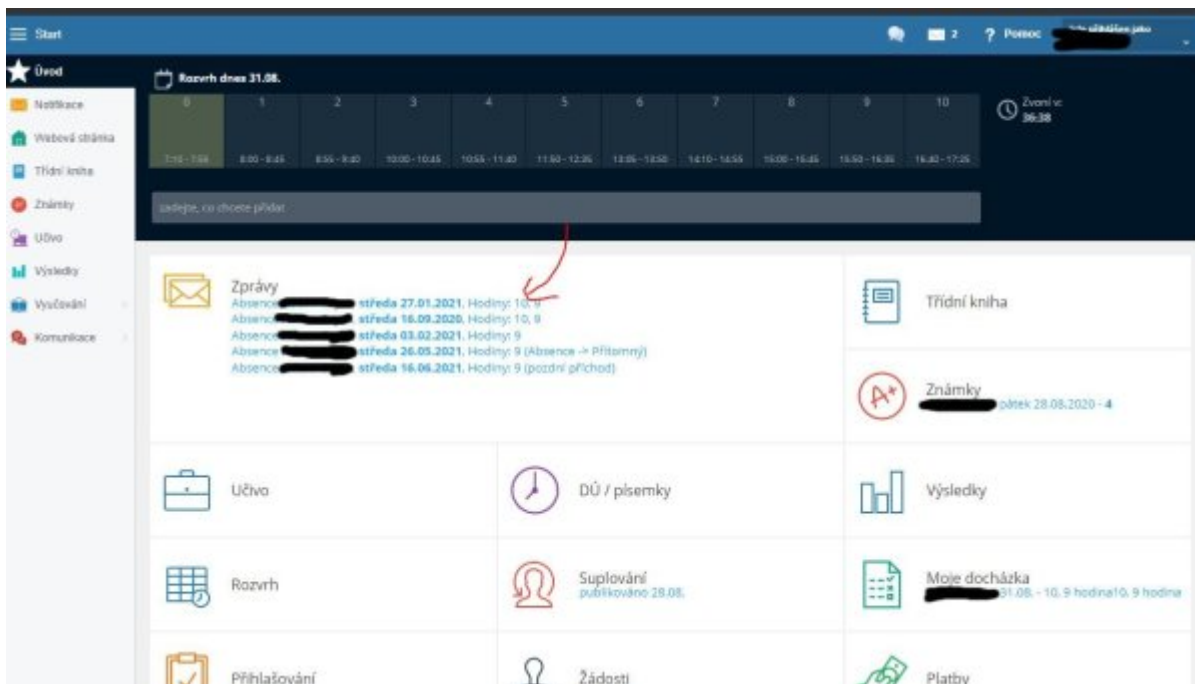 Start
2
? Pomoc
jako
Úvod
Notifikace
Webová stránka
Třídní kniha
Známky
Učivo
Výsledky
Vyučování
Komunikace
Rozvrh dnes 31.08.
0 1 2 3 4 5 6 7 8 9 10
7:10 - 7:55 8:00 - 8:45 8:55 - 9:40 10:00 - 10:45 10:55 - 11:40 11:50 - 12:35 13:05 - 13:50 14:10 - 14:55 15:00 - 15:45 15:50 - 16:35 16:40 - 17:25
Zvoní v:
36:38
zadejte, co chcete přidat
Zprávy
Absence středa 27.01.2021, Hodiny: 10, 9
Absence středa 16.09.2020, Hodiny: 10, 9
Absence středa 03.02.2021, Hodiny: 9
Absence středa 26.05.2021, Hodiny: 9 (Absence -> Přítomný)
Absence středa 16.06.2021, Hodiny: 9 (pozdní příchod)
Třídní kniha
A+
Známky
pátek 28.08.2020 - 4
Učivo
DÚ / písemky
Výsledky
Rozvrh
Suplování
publikováno 28.08.
Moje docházka
31.08. - 10, 9 hodina10, 9 hodina
Přihlašování
Žádosti
Platby